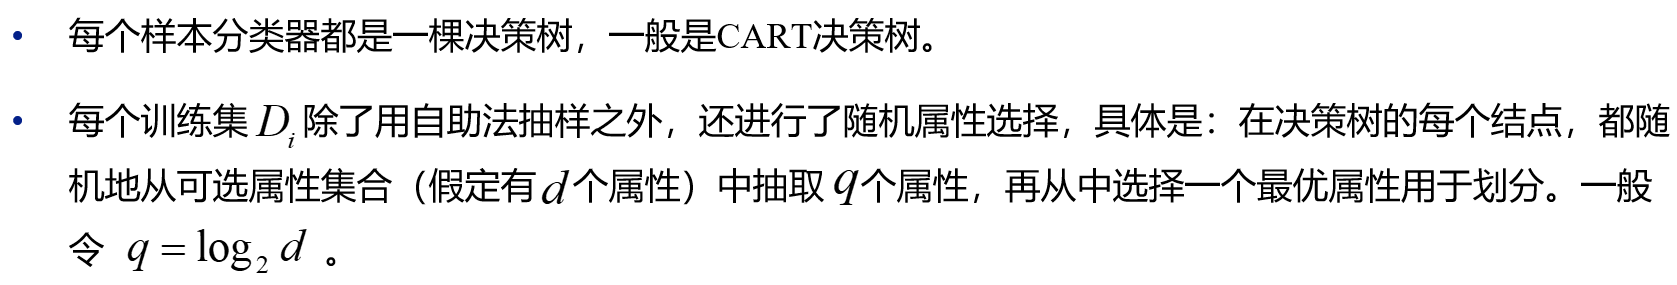 • 每个样本分类器都是一棵决策树，一般是CART决策树。
• 每个训练集 D_i 除了用自助法抽样之外，还进行了随机属性选择，具体是：在决策树的每个结点，都随
机地从可选属性集合（假定有 d 个属性）中抽取 q 个属性，再从中选择一个最优属性用于划分。一般
令 q = log₂ d 。